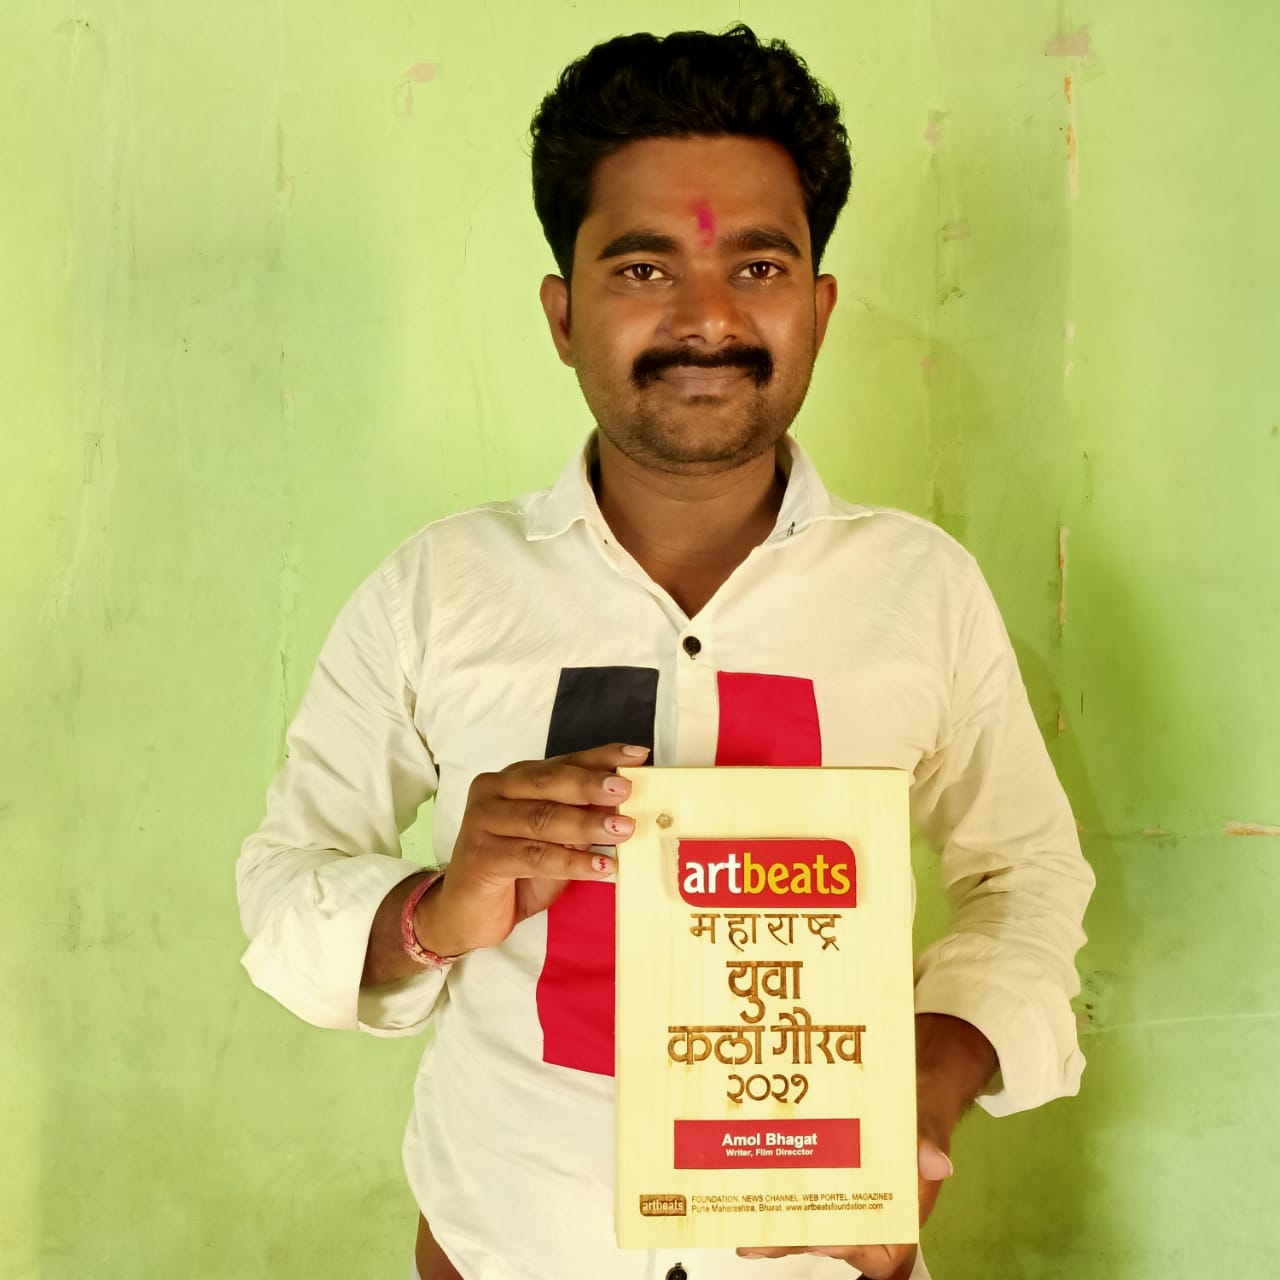 artbeats
महाराष्ट्र
युवा
कला गौरव
२०२१
Amol Bhagat
Writer, Film Direcctor
artbeats
FOUNDATION. NEWS CHANNEL. WEB PORTEL. MAGAZINES
Pune Maharashtra, Bharat. www.artbeatsfoundation.com